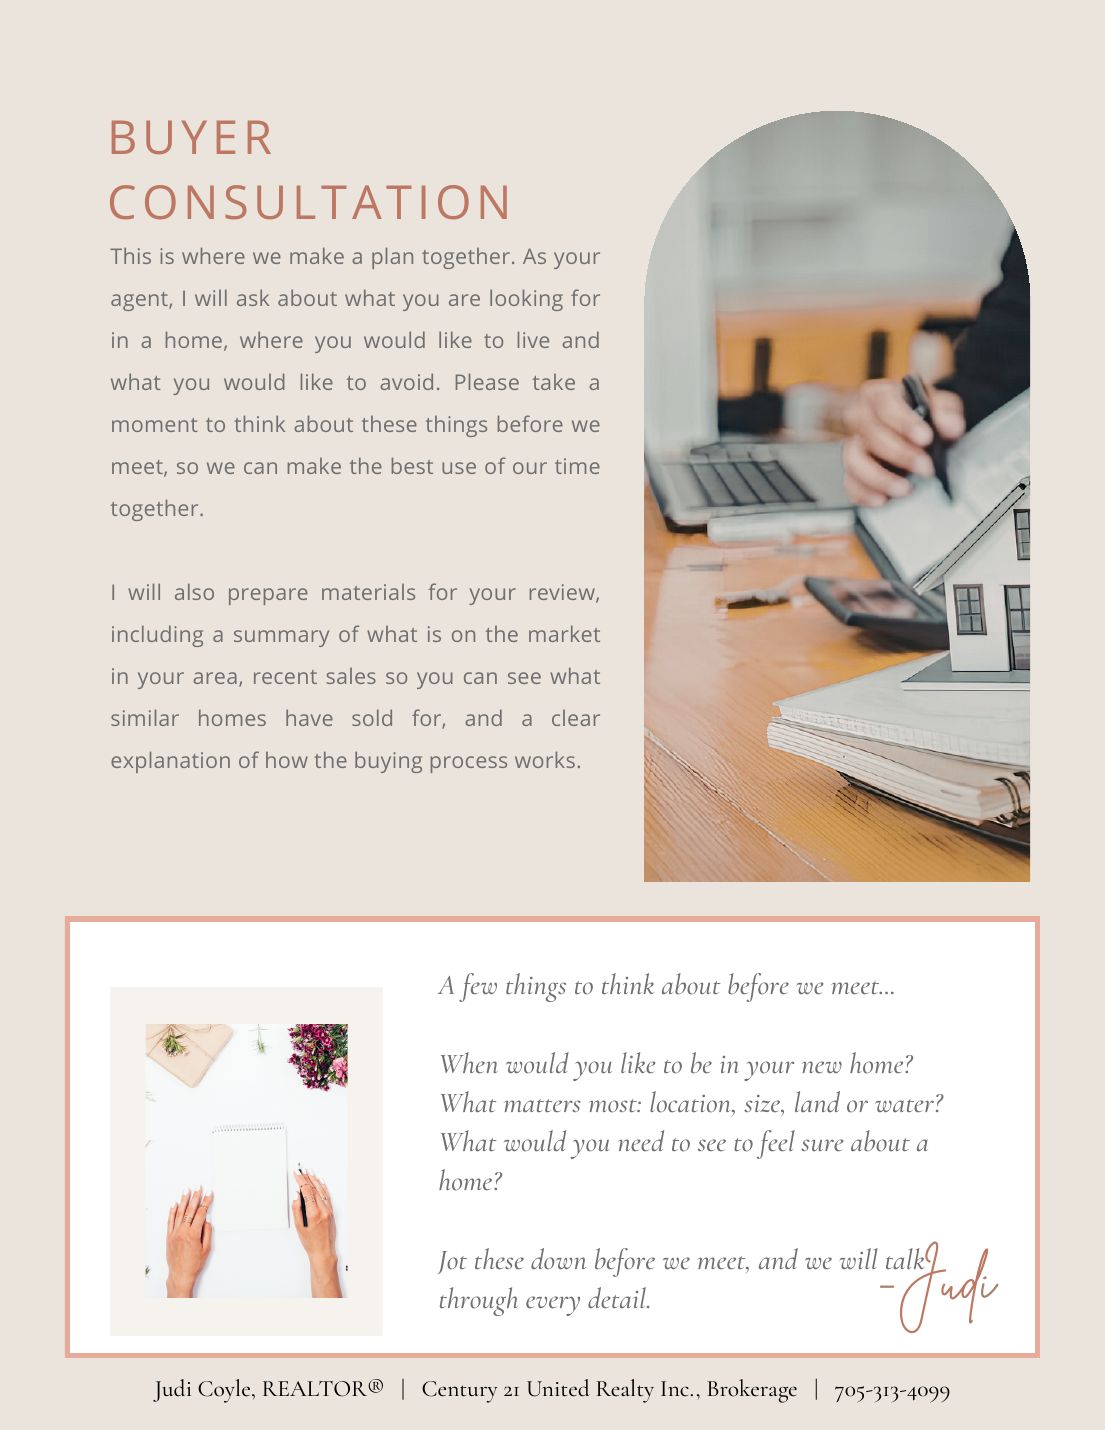 BUYER
CONSULTATION
This is where we make a plan together. As your
agent, I will ask about what you are looking for
in a home, where you would like to live and
what you would like to avoid. Please take a
moment to think about these things before we
meet, so we can make the best use of our time
together.
I will also prepare materials for your review,
including a summary of what is on the market
in your area, recent sales so you can see what
similar homes have sold for, and a clear
explanation of how the buying process works.
A few things to think about before we meet...
When would you like to be in your new home?
What matters most: location, size, land or water?
What would you need to see to feel sure about a
home?
Jot these down before we meet, and we will talk
through every detail.
- Judi
Judi Coyle, REALTOR® | Century 21 United Realty Inc., Brokerage | 705-313-4099